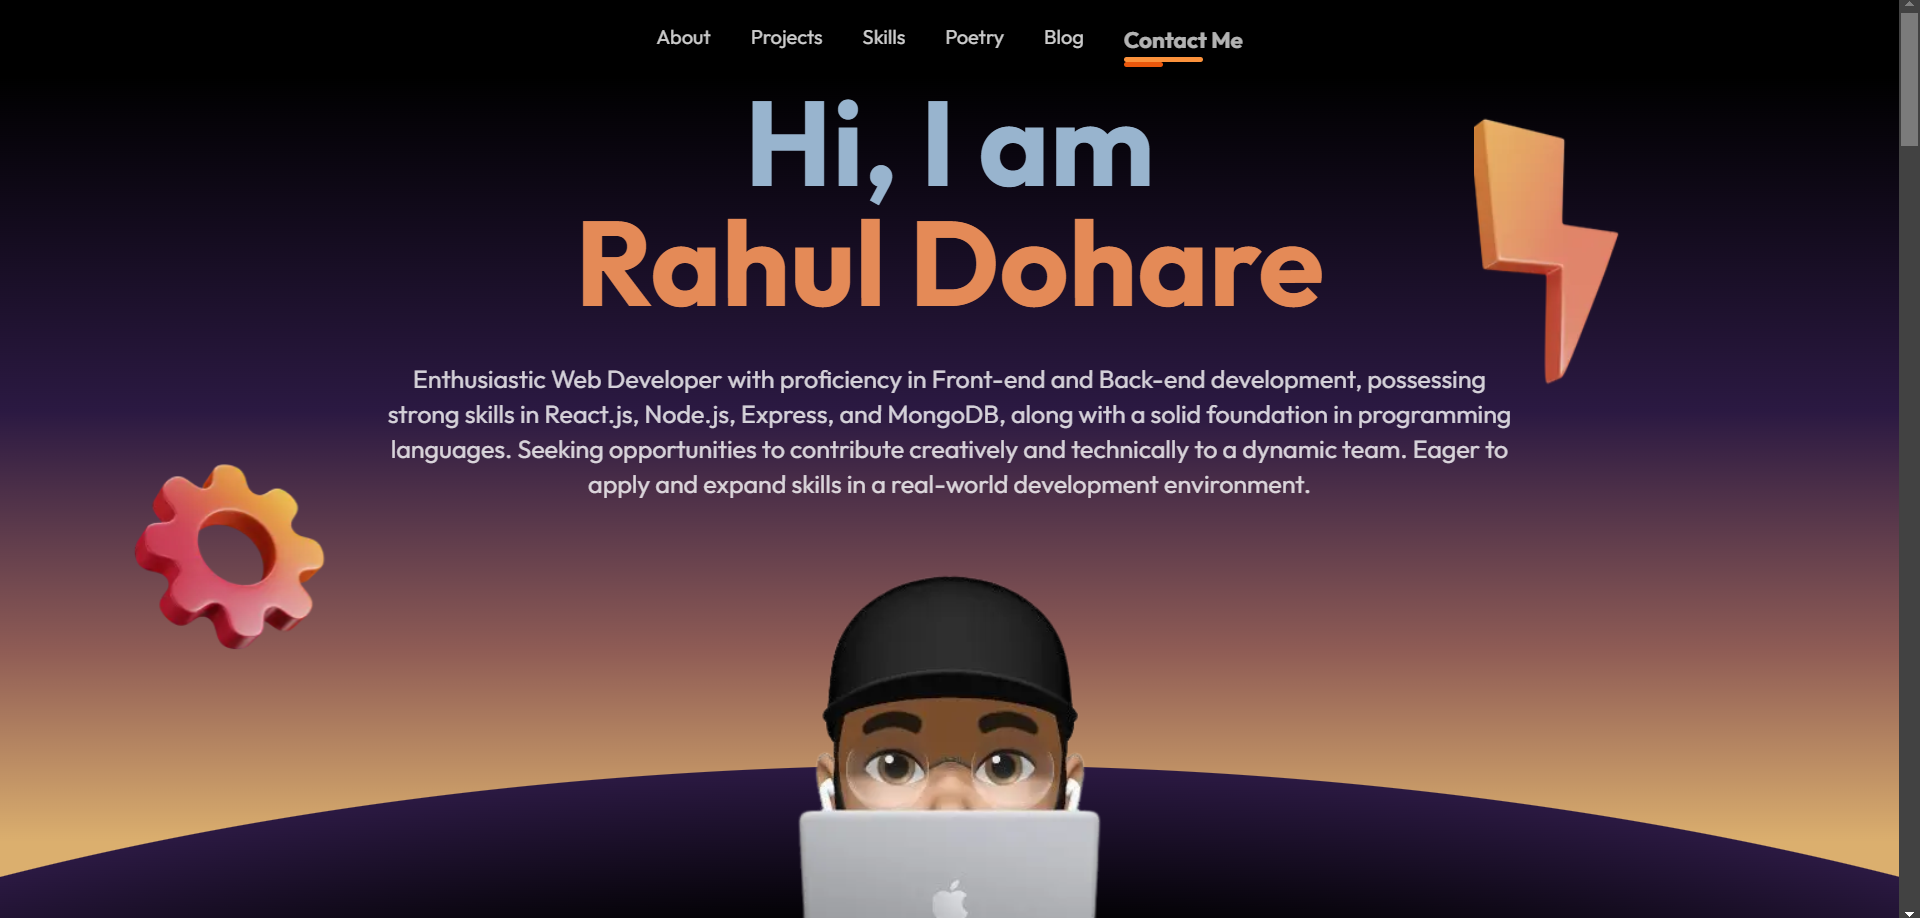 About Projects Skills Poetry Blog Contact Me
Hi, I am
Rahul Dohare
Enthusiastic Web Developer with proficiency in Front-end and Back-end development, possessing
strong skills in React.js, Node.js, Express, and MongoDB, along with a solid foundation in programming
languages. Seeking opportunities to contribute creatively and technically to a dynamic team. Eager to
apply and expand skills in a real-world development environment.